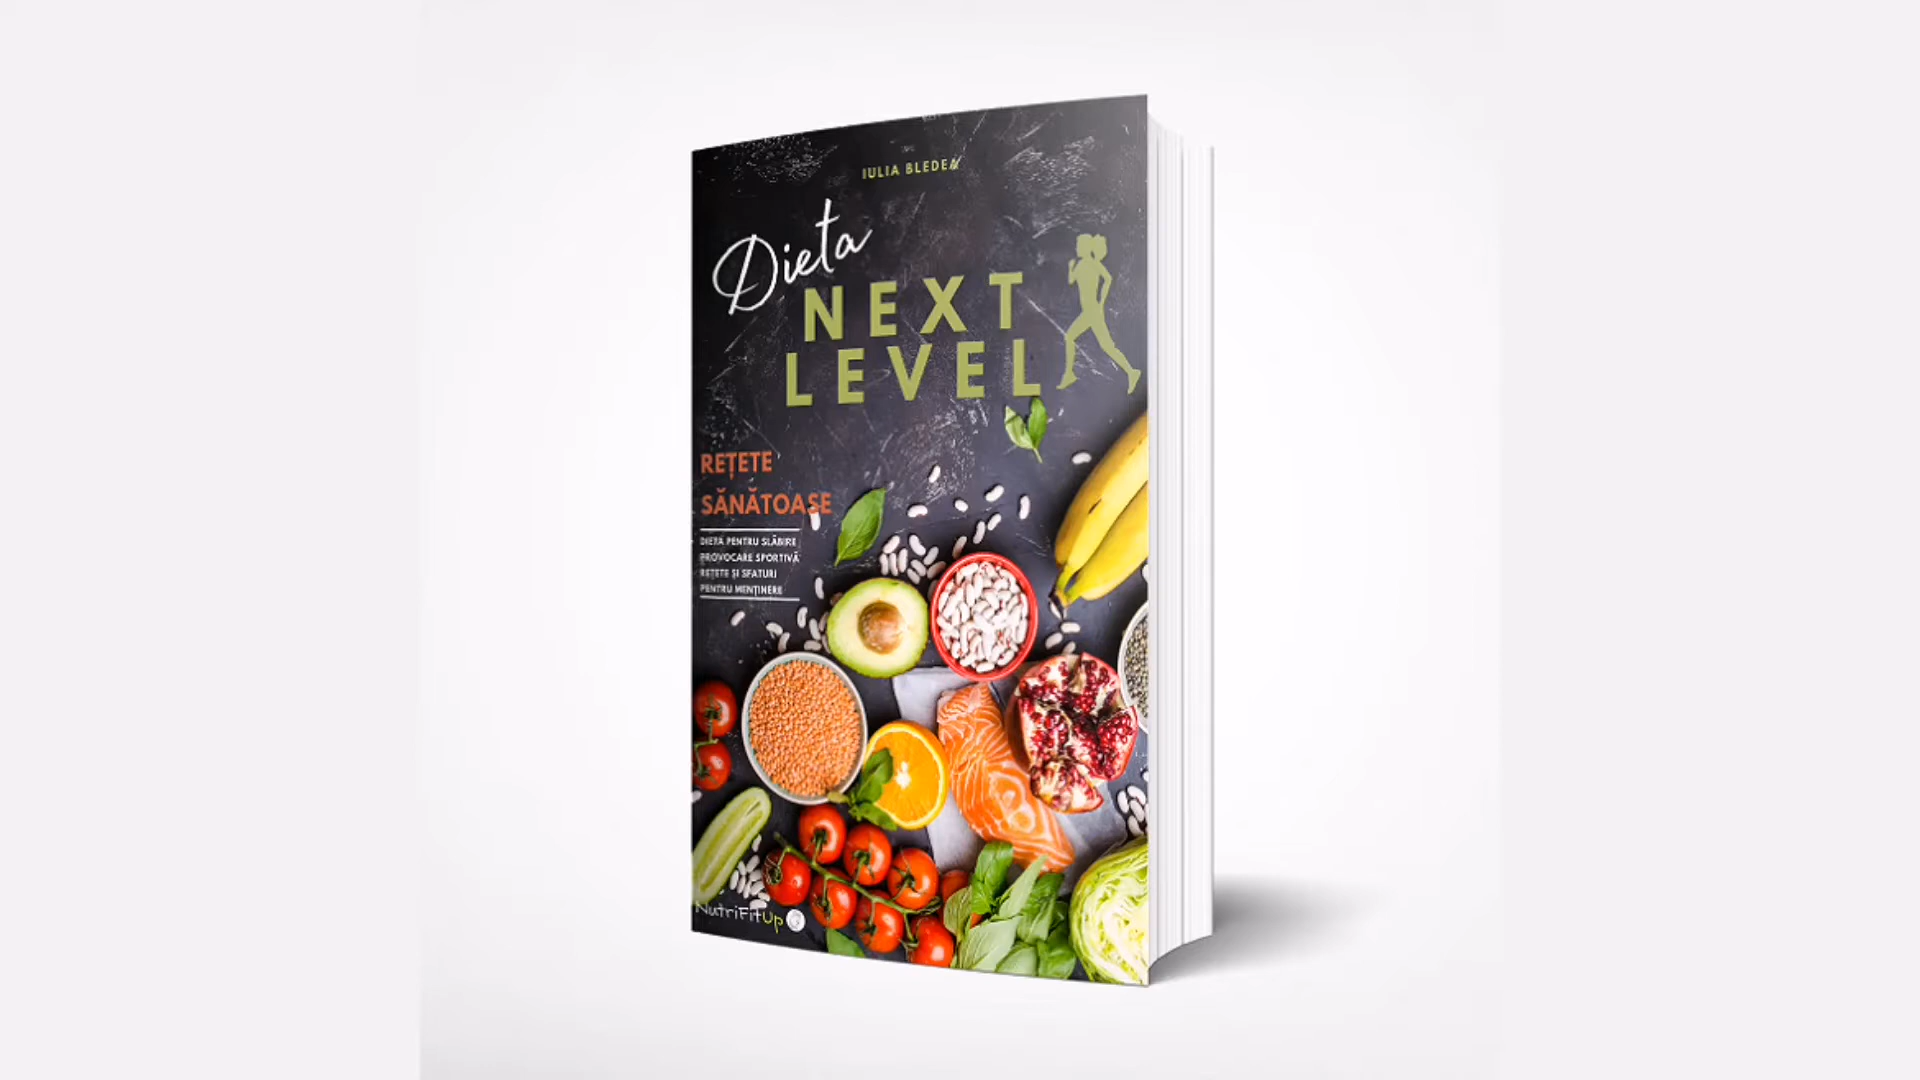 IULIA BLEDEA
Dieta
NEXT
LEVEL
REȚETE
SĂNĂTOASE
DIETĂ PENTRU SLĂBIRE
PROVOCARE SPORTIVĂ
REȚETE ȘI SFATURI
PENTRU MENȚINERE
NutriFitUp